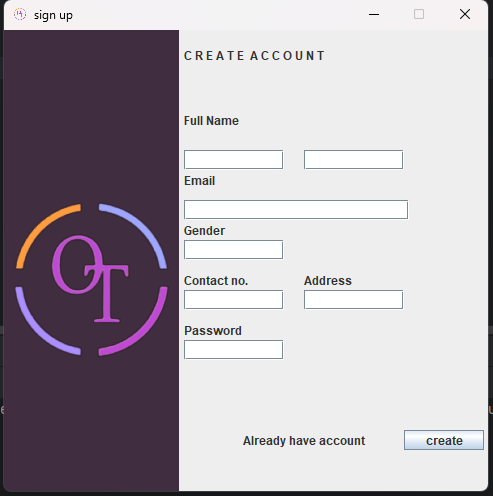 sign up
CREATE ACCOUNT
Full Name
Email
Gender
Contact no. Address
OT
Password
Already have account create